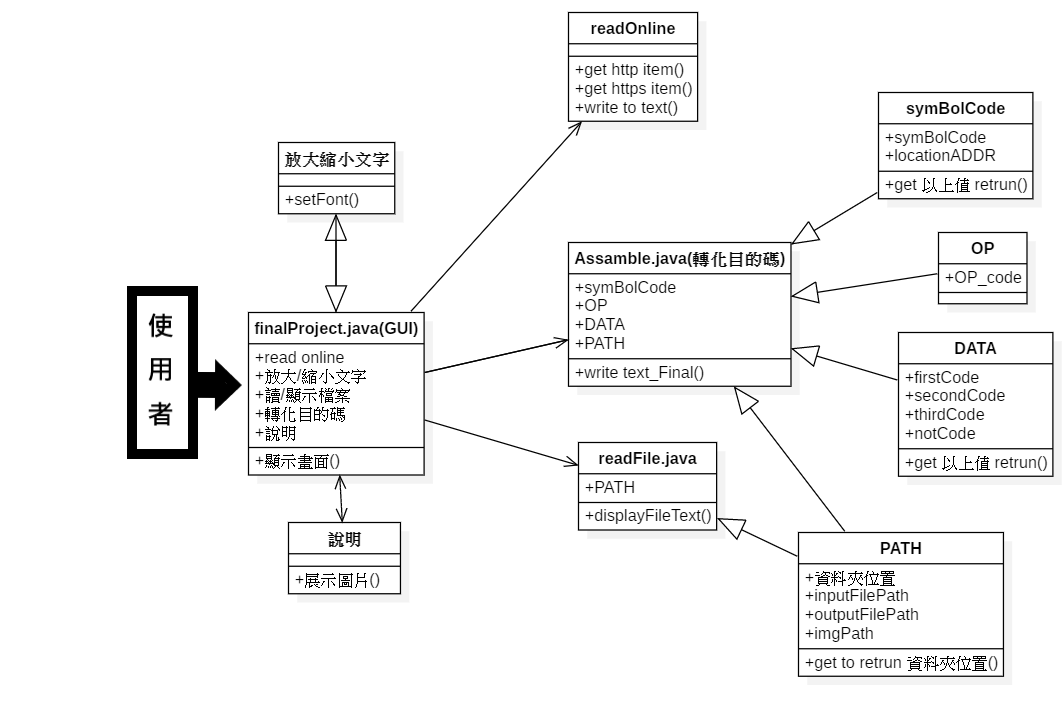 readOnline
+get http item()
+get https item()
+write to text()
symBolCode
+symBolCode
+locationADDR
+get 以上值 retrun()
放大縮小文字
+setFont()
OP
+OP_code
Assamble.java(轉化目的碼)
+symBolCode
+OP
+DATA
+PATH
+write text_Final()
使
用
者
finalProject.java(GUI)
+read online
+放大/縮小文字
+讀/顯示檔案
+轉化目的碼
+說明
+顯示畫面()
DATA
+firstCode
+secondCode
+thirdCode
+notCode
+get 以上值 retrun()
readFile.java
+PATH
+displayFileText()
說明
+展示圖片()
PATH
+資料夾位置
+inputFilePath
+outputFilePath
+imgPath
+get to retrun 資料夾位置()